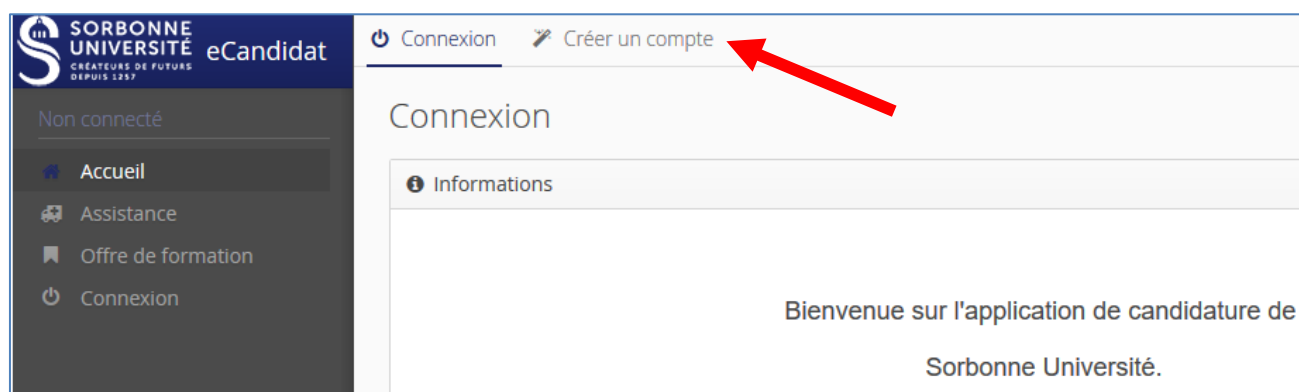 SORBONNE
UNIVERSITÉ
CRÉATEURS DE FUTURS
DEPUIS 1257
eCandidat
Non connecté
Accueil
Assistance
Offre de formation
Connexion
Connexion
Créer un compte
Connexion
Informations
Bienvenue sur l'application de candidature de
Sorbonne Université.